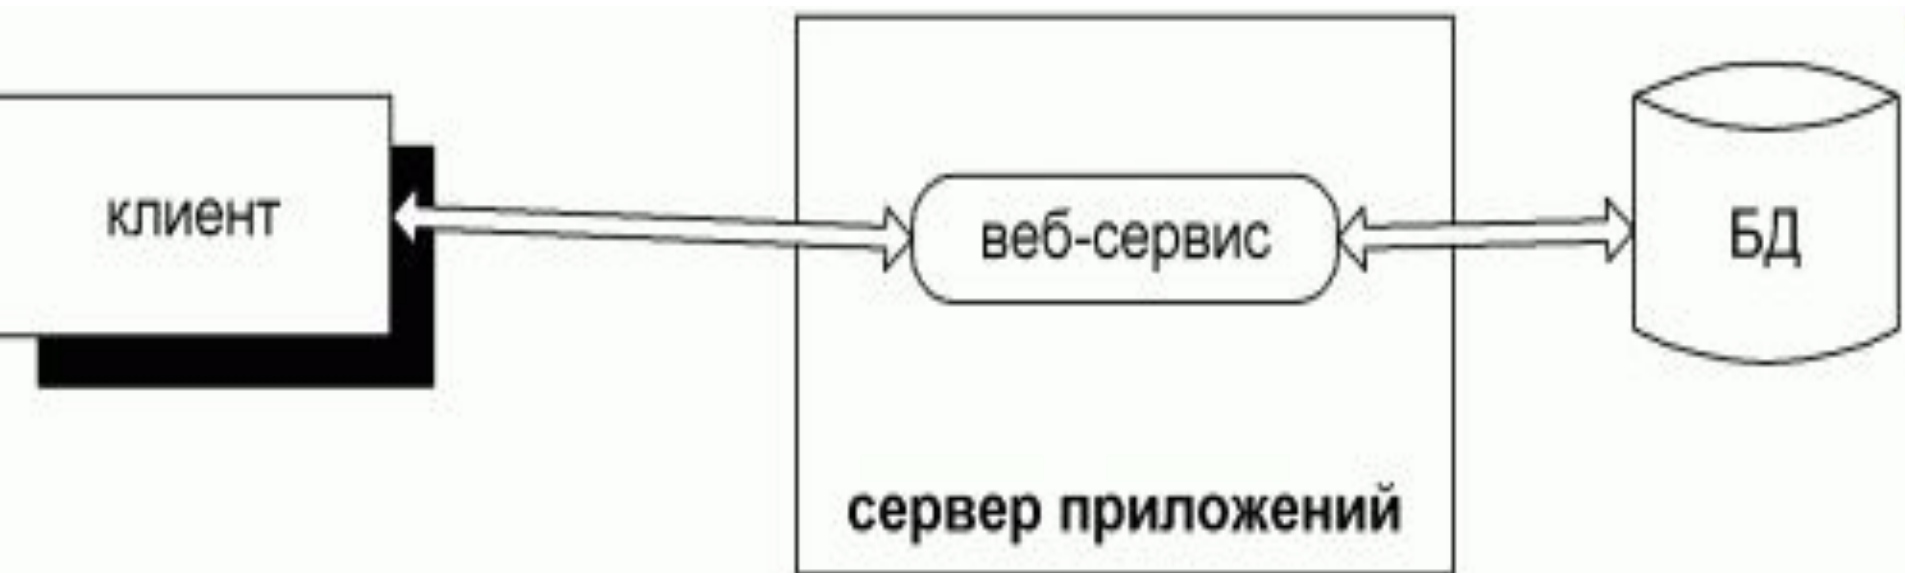 клиент
веб-сервис
БД
сервер приложений